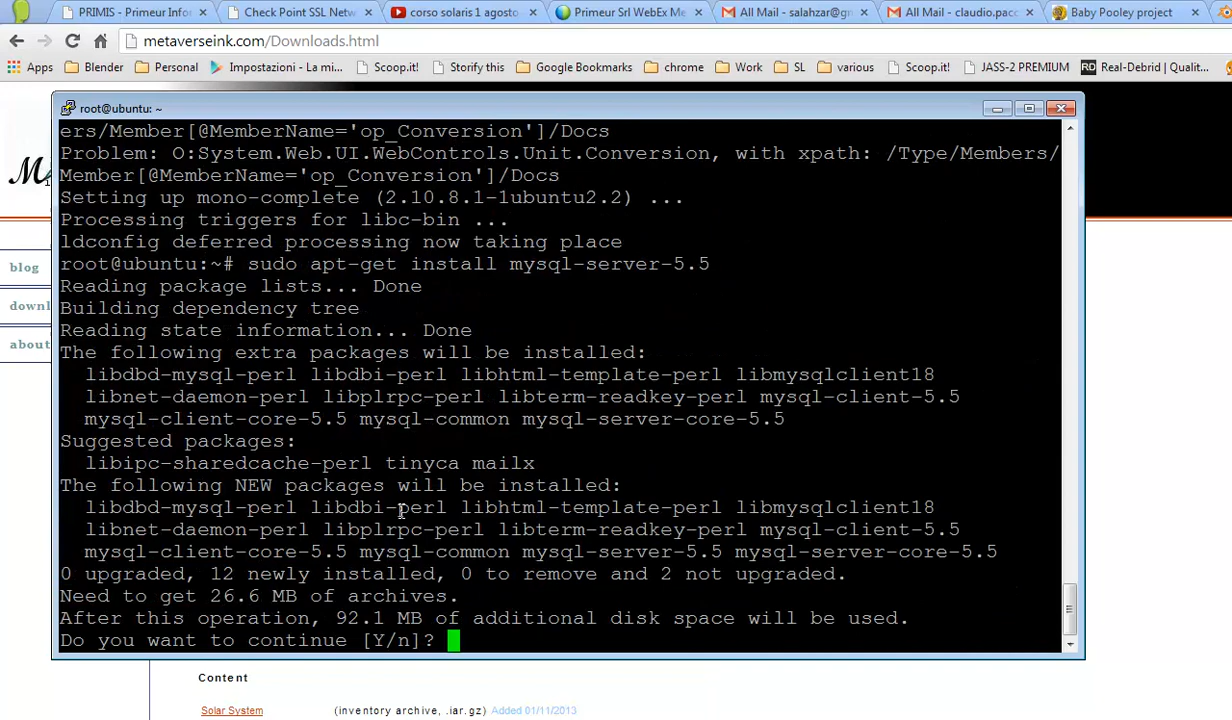 PRIMIS - Primeur Infor
Check Point SSL Netw
corso solaris 1 agosto
Primeur Srl WebEx Me
All Mail - salahzar@gm
All Mail - claudio.pacc
Baby Pooley project
metaverseink.com/Downloads.html
Apps
Blender
Personal
Impostazioni - La mi...
Scoop.it!
Storify this
Google Bookmarks
chrome
Work
SL
various
Scoop.it!
JASS-2 PREMIUM
RD Real-Debrid | Qualit...
root@ubuntu: ~
ers/Member[@MemberName='op_Conversion']/Docs
Problem: O:System.Web.UI.WebControls.Unit.Conversion, with xpath: /Type/Members/
Member[@MemberName='op_Conversion']/Docs
Setting up mono-complete (2.10.8.1-1ubuntu2.2) ...
Processing triggers for libc-bin ...
ldconfig deferred processing now taking place
root@ubuntu:~# sudo apt-get install mysql-server-5.5
Reading package lists... Done
Building dependency tree
Reading state information... Done
The following extra packages will be installed:
libdbd-mysql-perl libdbi-perl libhtml-template-perl libmysqlclient18
libnet-daemon-perl libplrpc-perl libterm-readkey-perl mysql-client-5.5
mysql-client-core-5.5 mysql-common mysql-server-core-5.5
Suggested packages:
libipc-sharedcache-perl tinyca mailx
The following NEW packages will be installed:
libdbd-mysql-perl libdbi-perl libhtml-template-perl libmysqlclient18
libnet-daemon-perl libplrpc-perl libterm-readkey-perl mysql-client-5.5
mysql-client-core-5.5 mysql-common mysql-server-5.5 mysql-server-core-5.5
0 upgraded, 12 newly installed, 0 to remove and 2 not upgraded.
Need to get 26.6 MB of archives.
After this operation, 92.1 MB of additional disk space will be used.
Do you want to continue [Y/n]?
blog
downl
about
Content
Solar System (inventory archive, .iar.gz) Added 01/11/2013